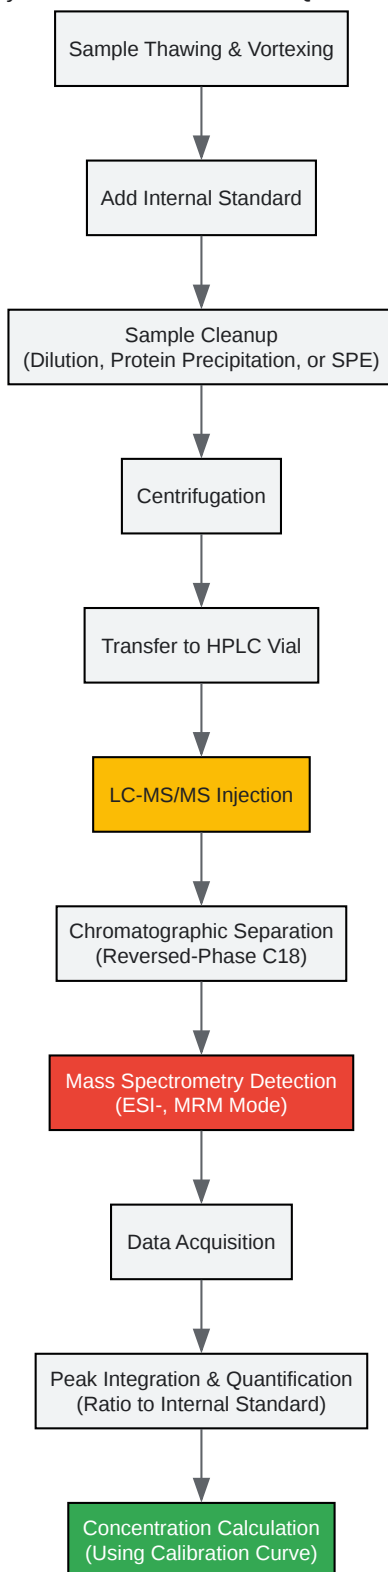 Sample Thawing & Vortexing
Add Internal Standard
Sample Cleanup
(Dilution, Protein Precipitation, or SPE)
Centrifugation
Transfer to HPLC Vial
LC-MS/MS Injection
Chromatographic Separation
(Reversed-Phase C18)
Mass Spectrometry Detection
(ESI-, MRM Mode)
Data Acquisition
Peak Integration & Quantification
(Ratio to Internal Standard)
Concentration Calculation
(Using Calibration Curve)